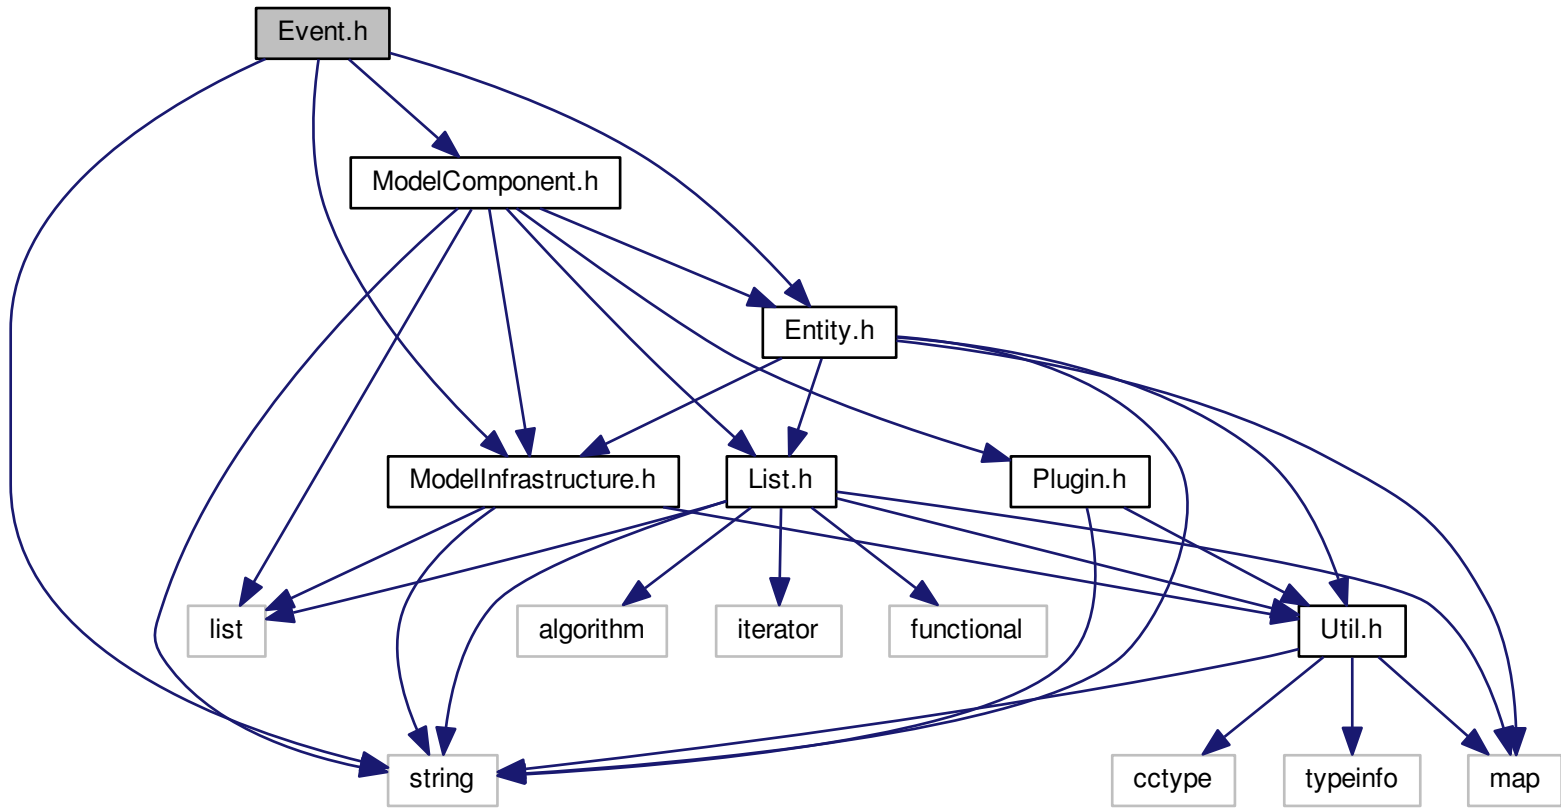 Event.h
ModelComponent.h
Entity.h
ModelInfrastructure.h
List.h
Plugin.h
list
algorithm
iterator
functional
Util.h
string
cctype
typeinfo
map